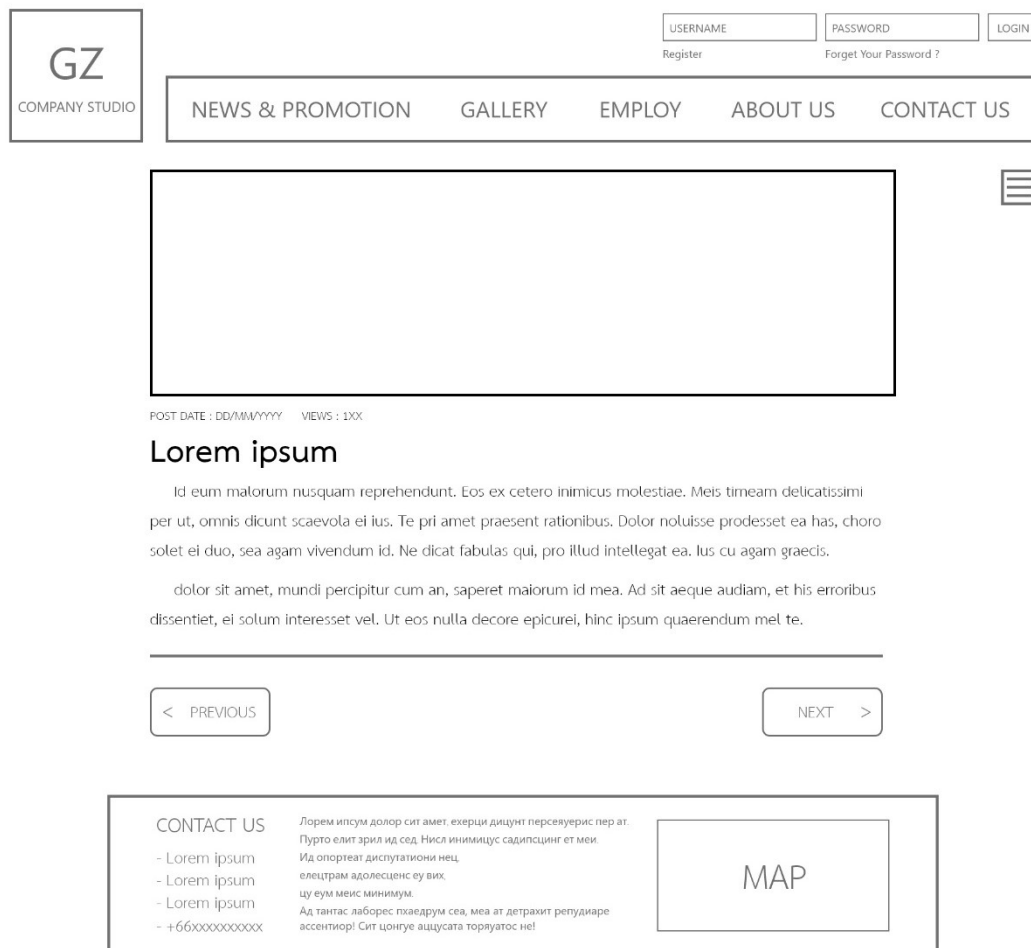 GZ
COMPANY STUDIO
USERNAME
PASSWORD
LOGIN
Register
Forget Your Password ?
NEWS & PROMOTION
GALLERY
EMPLOY
ABOUT US
CONTACT US
POST DATE : DD/MM/YYYY VIEWS : 1XX
Lorem ipsum
Id eum malorum nusquam reprehendunt. Eos ex cetero inimicus molestiae. Meis timeam delicatissimi
per ut, omnis dicunt scaevola ei ius. Te pri amet praesent rationibus. Dolor noluisse prodesset ea has, choro
solet ei duo, sea agam vivendum id. Ne dicat fabulas qui, pro illud intellegat ea. Ius cu agam graecis.
dolor sit amet, mundi percipitur cum an, saperet maiorum id mea. Ad sit aeque audiam, et his erroribus
dissentiet, ei solum interesset vel. Ut eos nulla decore epicurei, hinc ipsum quaerendum mel te.
< PREVIOUS
NEXT >
CONTACT US
- Lorem ipsum
- Lorem ipsum
- Lorem ipsum
- +66xxxxxxxxxx
Лорем ипсум долор сит амет, ехерци дицунт персеяуерис пер ат.
Пурто елит зрил ид сед. Нисл инимицус садипсцинг ет меи.
Ид опортеат диспутатиони нец,
елецтрам адолесценс еу вих,
цу еум меис минимум.
Ад тантас лаборес пхаедрум сеа, меа ат детрахит репудиаре
ассентиор! Сит цонгуе аццусата торяуатос не!
MAP